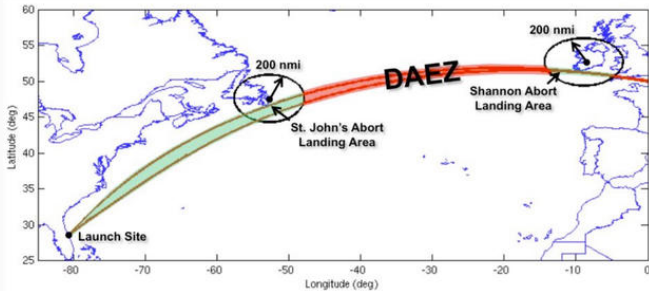 60
55
50
45
40
35
30
25
Latitude (deg)
200 nmi
200 nmi
DAEZ
Shannon Abort
Landing Area
St. John's Abort
Landing Area
Launch Site
-80
-70
-60
-50
-40
-30
-20
-10
0
Longitude (deg)